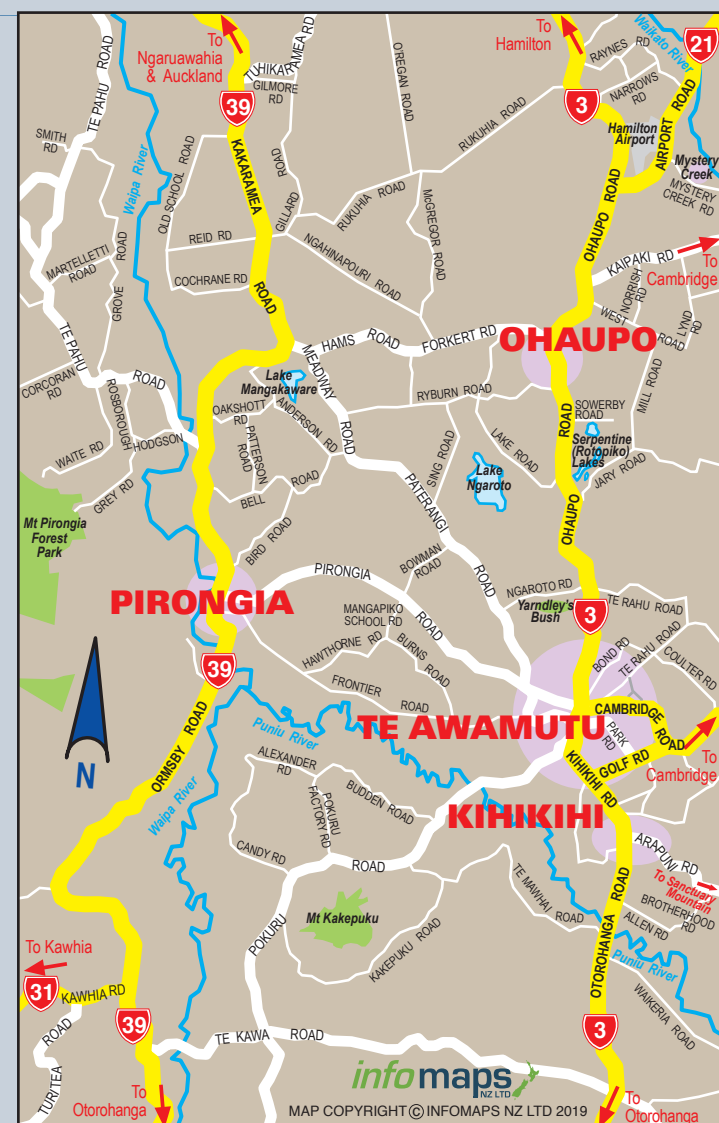 To
Ngaruawahia
& Auckland
TUHIKARAMEA RD
GILMORE
RD
O'REGAN ROAD
To
Hamilton
RAYNES RD
Waikato River
21
TE PAHU ROAD
39
3
NARROWS
RD
SMITH
RD
Waipa River
OLD SCHOOL ROAD
KAKARAMEA
ROAD
GILLARD
ROAD
RUKUHIA ROAD
RUKUHIA ROAD
McGREGOR ROAD
Hamilton
Airport
AIRPORT ROAD
Mystery
Creek
MYSTERY
CREEK RD
OHAUPO ROAD
REID RD
NGAHINAPOURI ROAD
MARTELLETTI
ROAD
GROVE
ROAD
COCHRANE RD
KAIPAKI RD
To
Cambridge
NORRISH
RD
WEST
ROAD
LYND
RD
TE PAHU
ROAD
HAMS ROAD
FORKERT RD
OHAUPO
MEADWAY
ROAD
Lake
Mangakaware
CORCORAN
RD
ROSBOROUGH
OAKSHOTT
RD
ANDERSON RD
RYBURN ROAD
SOWERBY
ROAD
MILL ROAD
WAITE RD
HODGSON
PATTERSON
ROAD
SING ROAD
LAKE ROAD
ROAD
Serpentine
(Rotopiko)
Lakes
GREY RD
BELL ROAD
PATERANGI
ROAD
Lake
Ngaroto
JARY ROAD
OHAUPO
Mt Pirongia
Forest
Park
BIRD ROAD
PIRONGIA
ROAD
BOWMAN
ROAD
NGAROTO RD
PIRONGIA
MANGAPIKO
SCHOOL RD
Yarndley's
Bush
3
TE RAHU ROAD
HAWTHORNE RD
BURNS
ROAD
BOND RD
TE RAHU ROAD
COULTER RD
39
FRONTIER
ROAD
N
ORMSBY ROAD
Puniu River
TE AWAMUTU
CAMBRIDGE ROAD
PARK
RD
GOLF RD
To
Cambridge
ALEXANDER
RD
Waipa River
POKURU
FACTORY RD
BUDDEN ROAD
KIHIKIHI RD
KIHIKIHI
CANDY RD
ROAD
ARAPUNI RD
To Sanctuary
Mountain
TE MAWHAI
ROAD
Mt Kakepuku
KAKEPUKU ROAD
POKURU
OTOROHANGA ROAD
ALLEN RD
BROTHERHOOD
RD
To Kawhia
31
KAWHIA RD
Puniu River
WAIKERIA ROAD
39
TE KAWA ROAD
3
TURITEA
ROAD
To
Otorohanga
infomaps
NZ LTD
MAP COPYRIGHT © INFOMAPS NZ LTD 2019
To
Otorohanga